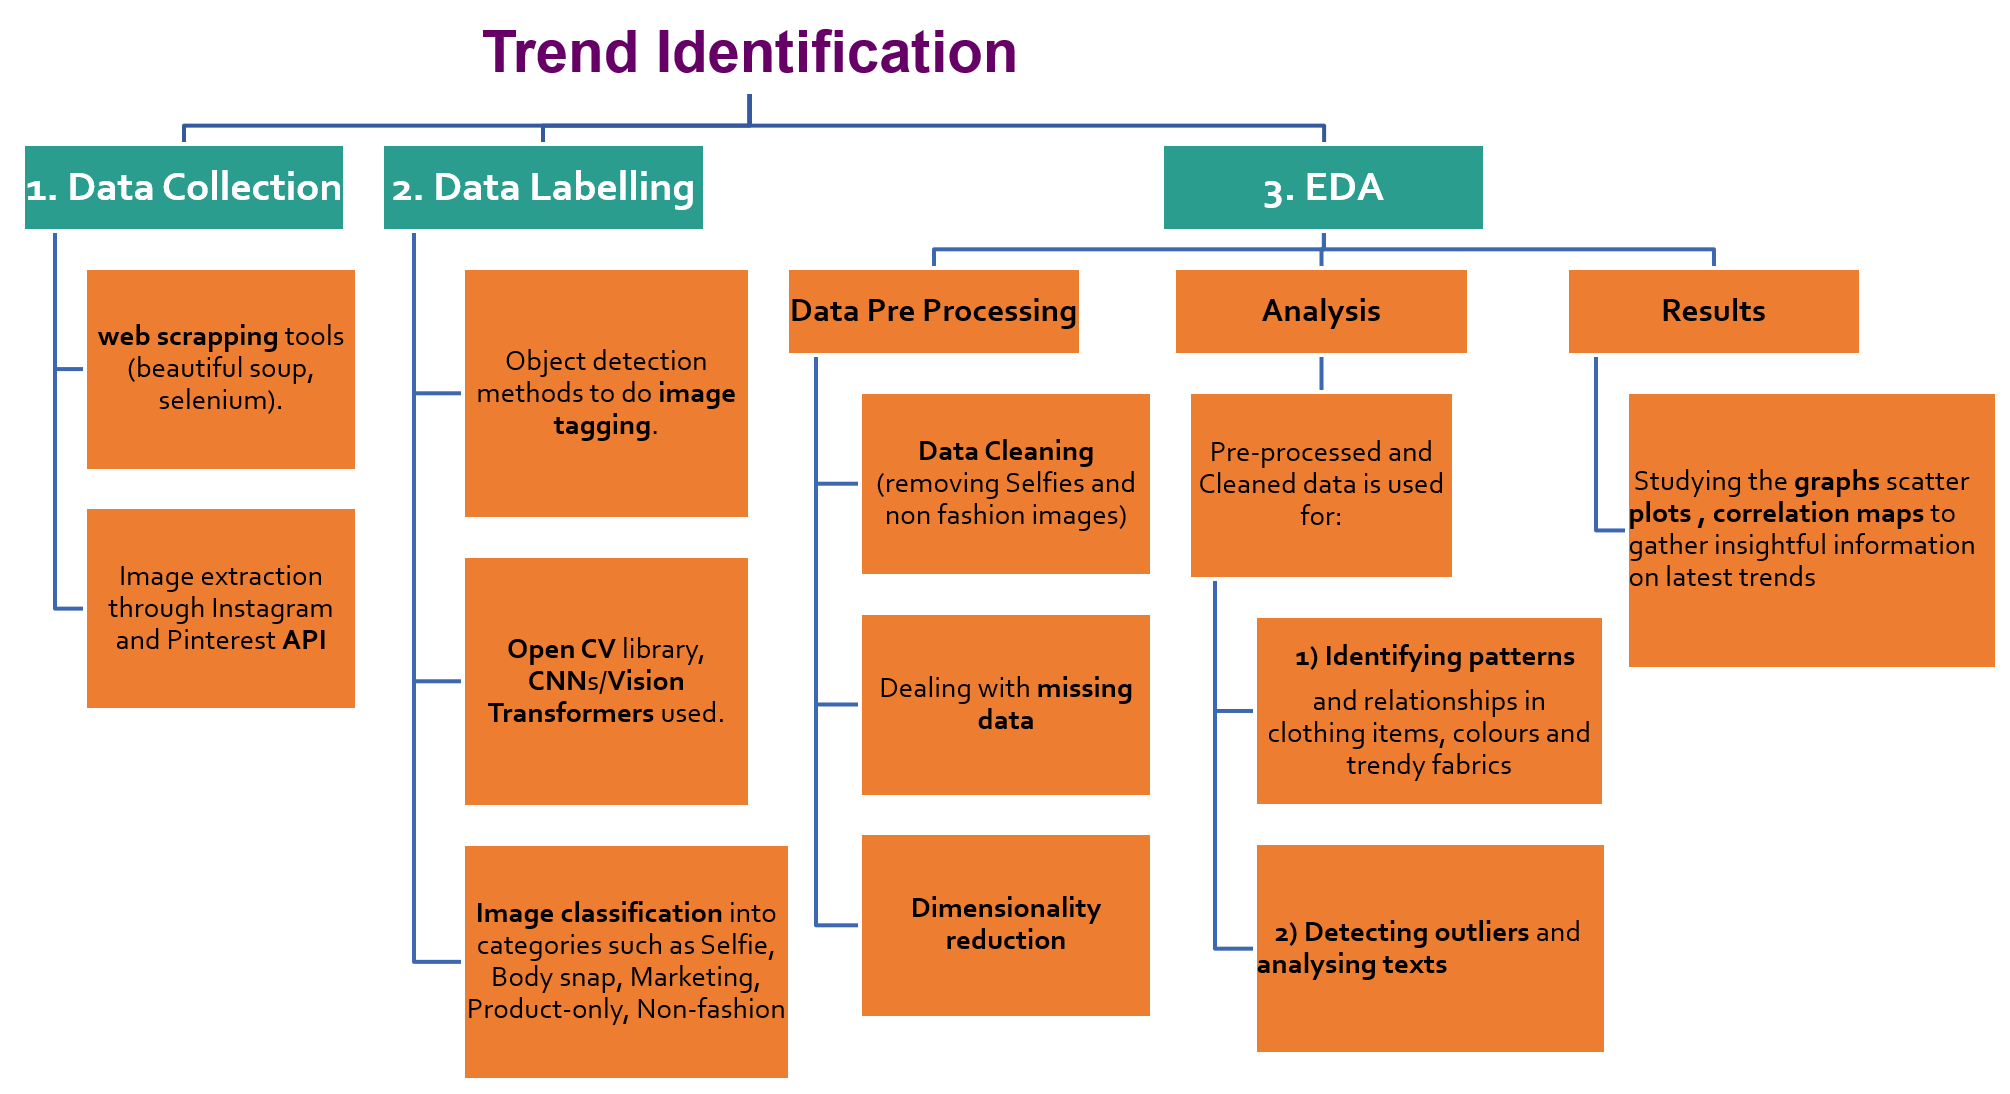 Trend Identification
1. Data Collection
web scrapping tools
(beautiful soup,
selenium).
Image extraction
through Instagram
and Pinterest API
2. Data Labelling
Object detection
methods to do image
tagging.
Open CV library,
CNNs/Vision
Transformers used.
Image classification into
categories such as Selfie,
Body snap, Marketing,
Product-only, Non-fashion
3. EDA
Data Pre Processing
Data Cleaning
(removing Selfies and
non fashion images)
Dealing with missing
data
Dimensionality
reduction
Analysis
Pre-processed and
Cleaned data is used
for:
1) Identifying patterns
and relationships in
clothing items, colours and
trendy fabrics
2) Detecting outliers and
analysing texts
Results
Studying the graphs scatter
plots , correlation maps to
gather insightful information
on latest trends